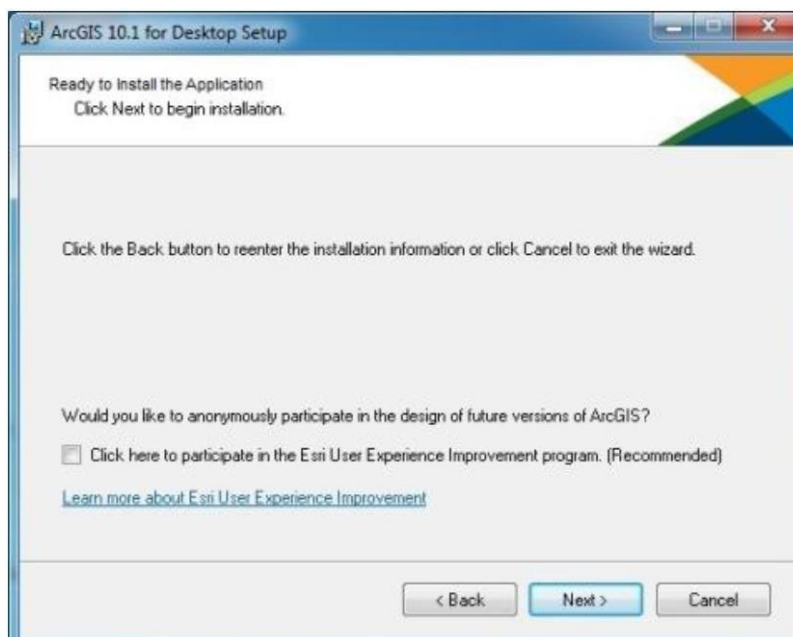 ArcGIS 10.1 for Desktop Setup
Ready to Install the Application
Click Next to begin installation.
Click the Back button to reenter the installation information or click Cancel to exit the wizard.
Would you like to anonymously participate in the design of future versions of ArcGIS?
Click here to participate in the Esri User Experience Improvement program. (Recommended)
Learn more about Esri User Experience Improvement
< Back Next > Cancel